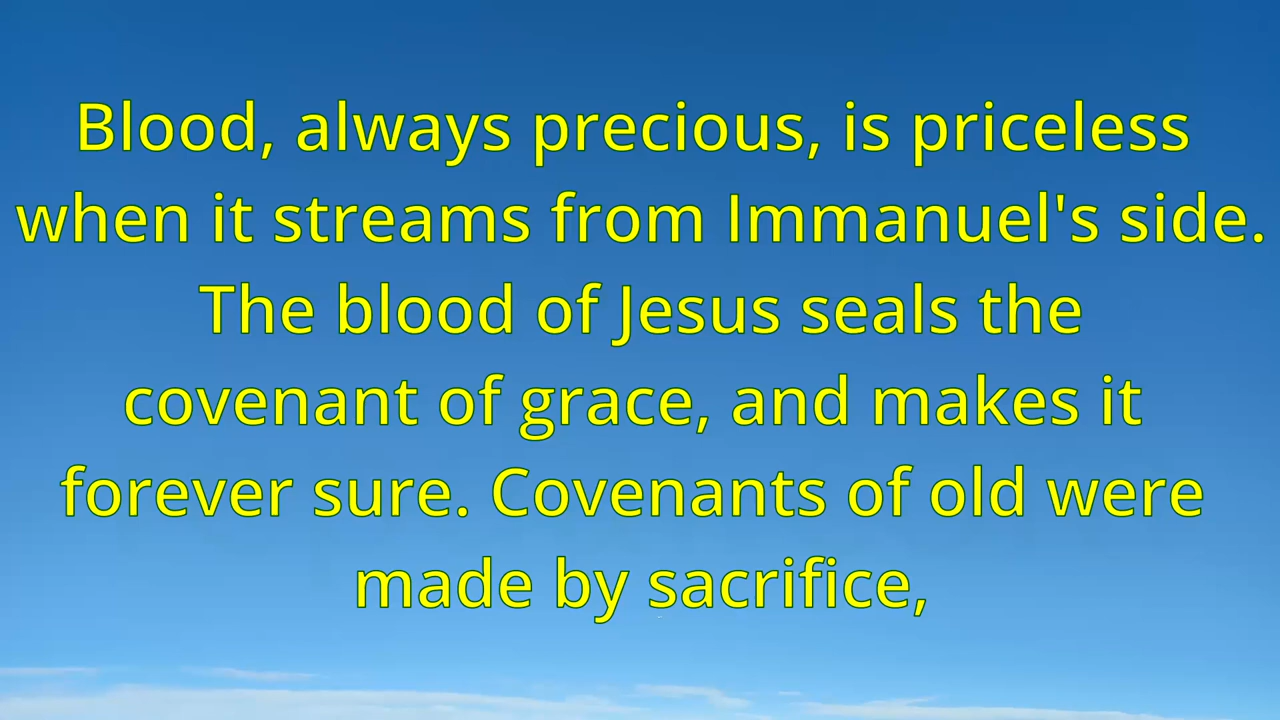 Blood, always precious, is priceless
when it streams from Immanuel's side.
The blood of Jesus seals the
covenant of grace, and makes it
forever sure. Covenants of old were
made by sacrifice,